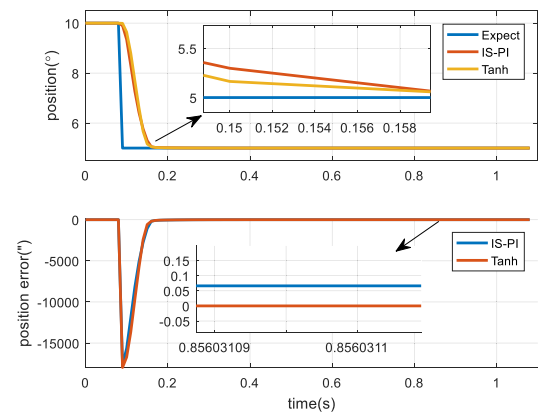 10
8
6
position(°)
5.5
5
0.15 0.152 0.154 0.156 0.158
Expect
IS-PI
Tanh
0 0.2 0.4 0.6 0.8 1
0
-5000
-10000
-15000
position error('')
0.15
0.1
0.05
0
-0.05
0.85603109 0.8560311
IS-PI
Tanh
0 0.2 0.4 0.6 0.8 1
time(s)